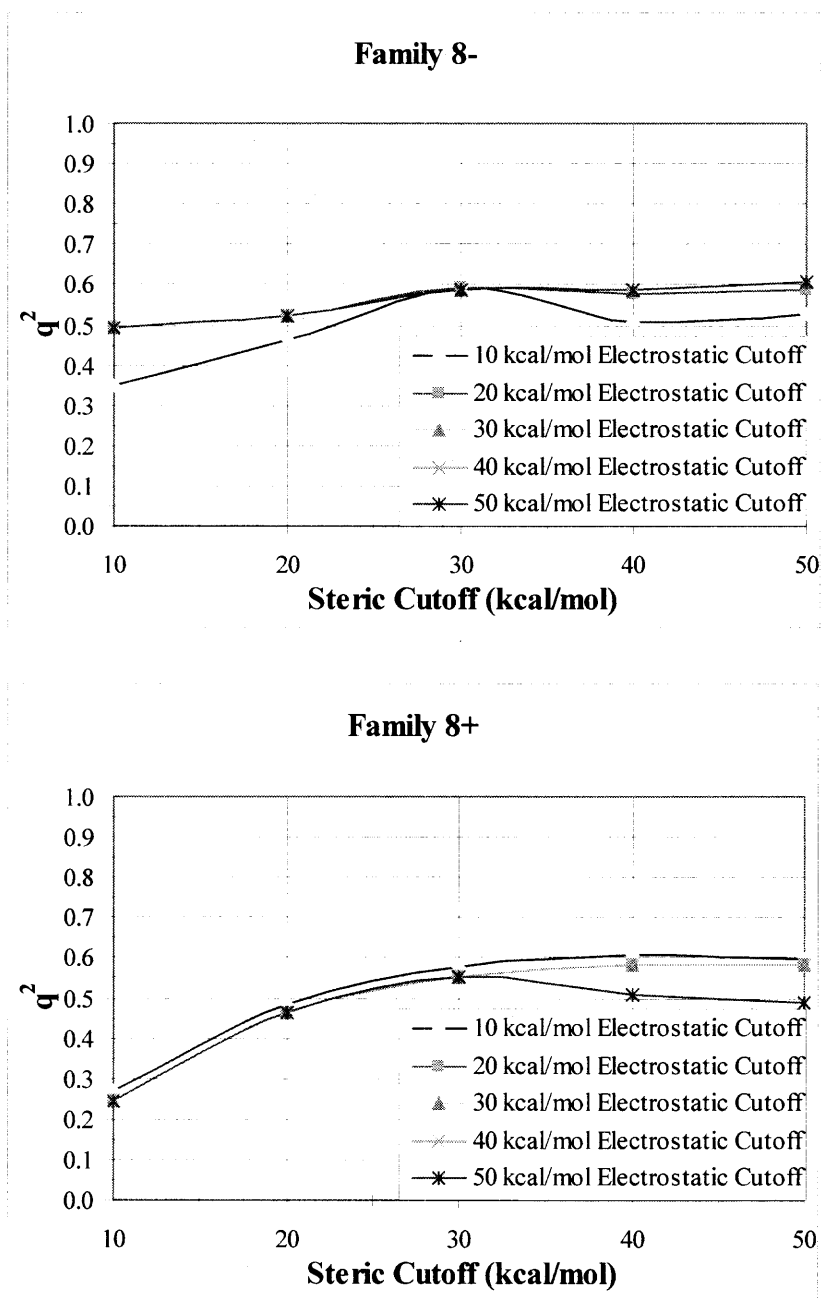 Family 8-
1.0
0.9
0.8
0.7
0.6
0.5
0.4
0.3
0.2
0.1
0.0
q2
10 kcal/mol Electrostatic Cutoff
20 kcal/mol Electrostatic Cutoff
30 kcal/mol Electrostatic Cutoff
40 kcal/mol Electrostatic Cutoff
50 kcal/mol Electrostatic Cutoff
10 20 30 40 50
Steric Cutoff (kcal/mol)
Family 8+
1.0
0.9
0.8
0.7
0.6
0.5
0.4
0.3
0.2
0.1
0.0
q2
10 kcal/mol Electrostatic Cutoff
20 kcal/mol Electrostatic Cutoff
30 kcal/mol Electrostatic Cutoff
40 kcal/mol Electrostatic Cutoff
50 kcal/mol Electrostatic Cutoff
10 20 30 40 50
Steric Cutoff (kcal/mol)